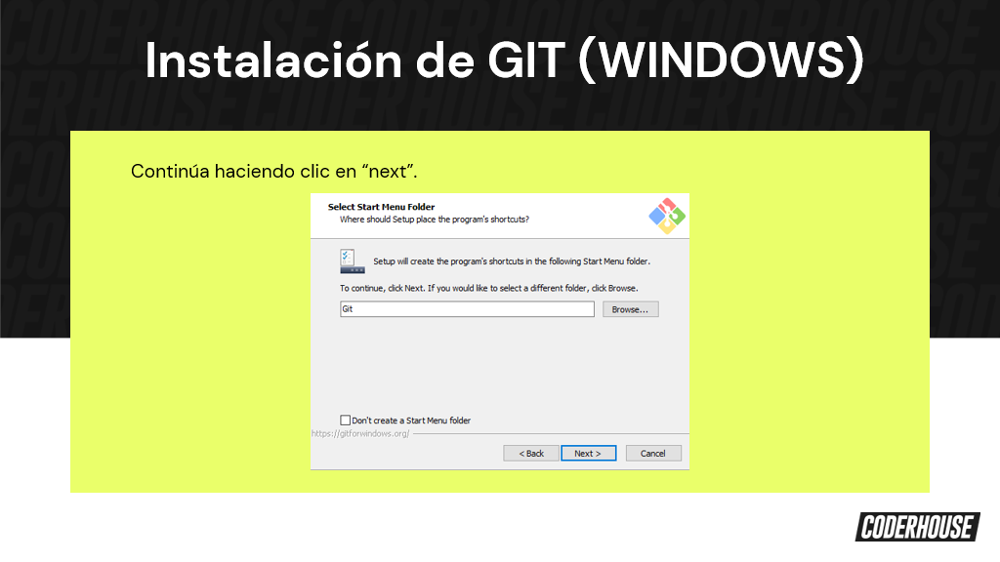 Instalación de GIT (WINDOWS)
Continúa haciendo clic en “next”.
Select Start Menu Folder
Where should Setup place the program's shortcuts?
Setup will create the program's shortcuts in the following Start Menu folder.
To continue, click Next. If you would like to select a different folder, click Browse.
Git
Browse...
Don't create a Start Menu folder
https://gitforwindows.org/
< Back
Next >
Cancel
CODERHOUSE